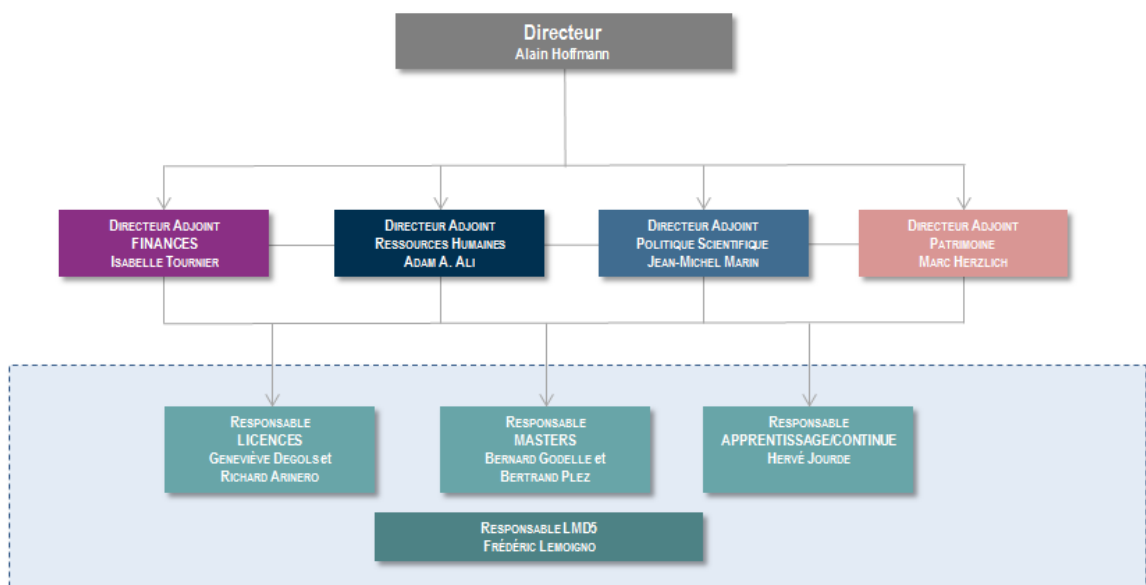 Directeur
Alain Hoffmann
Directeur Adjoint
FINANCES
Isabelle Tournier
Directeur Adjoint
Ressources Humaines
Adam A. Ali
Directeur Adjoint
Politique Scientifique
Jean-Michel Marin
Directeur Adjoint
Patrimoine
Marc Herzlich
Responsable
LICENCES
Geneviève Degols et
Richard Arinero
Responsable
MASTERS
Bernard Godelle et
Bertrand Plez
Responsable
APPRENTISSAGE/CONTINUE
Hervé Jourde
Responsable LMD5
Frédéric Lemoigno